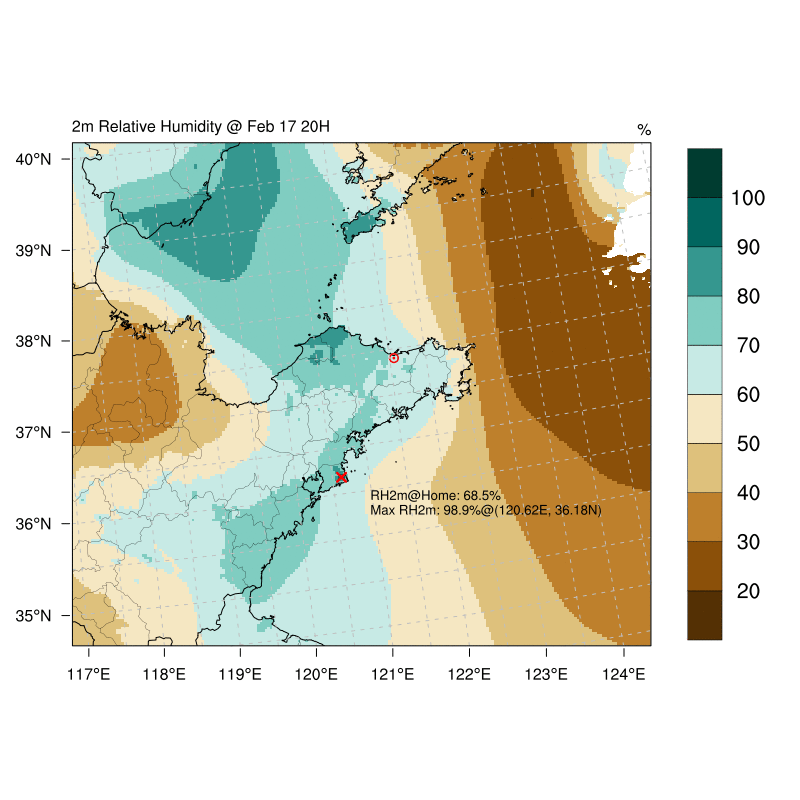 2m Relative Humidity @ Feb 17 20H
%
40°N
39°N
38°N
37°N
36°N
35°N
117°E
118°E
119°E
120°E
121°E
122°E
123°E
124°E
RH2m@Home: 68.5%
Max RH2m: 98.9%@(120.62E, 36.18N)
100
90
80
70
60
50
40
30
20